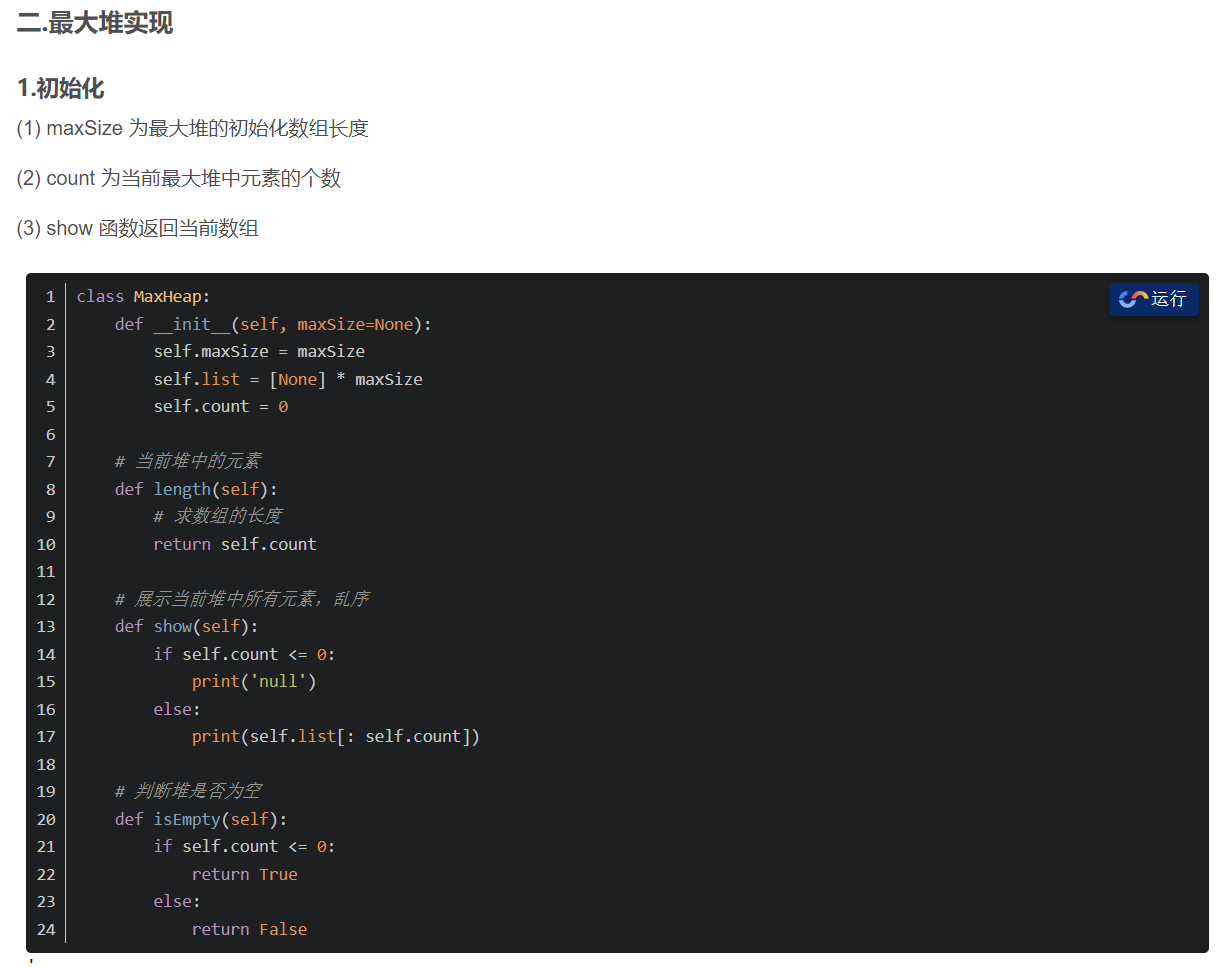 二.最大堆实现
1.初始化
(1) maxSize 为最大堆的初始化数组长度
(2) count 为当前最大堆中元素的个数
(3) show 函数返回当前数组
运行
1 class MaxHeap:
2     def __init__(self, maxSize=None):
3         self.maxSize = maxSize
4         self.list = [None] * maxSize
5         self.count = 0
6
7     # 当前堆中的元素
8     def length(self):
9         # 求数组的长度
10         return self.count
11
12     # 展示当前堆中所有元素，乱序
13     def show(self):
14         if self.count <= 0:
15             print('null')
16         else:
17             print(self.list[: self.count])
18
19     # 判断堆是否为空
20     def isEmpty(self):
21         if self.count <= 0:
22             return True
23         else:
24             return False